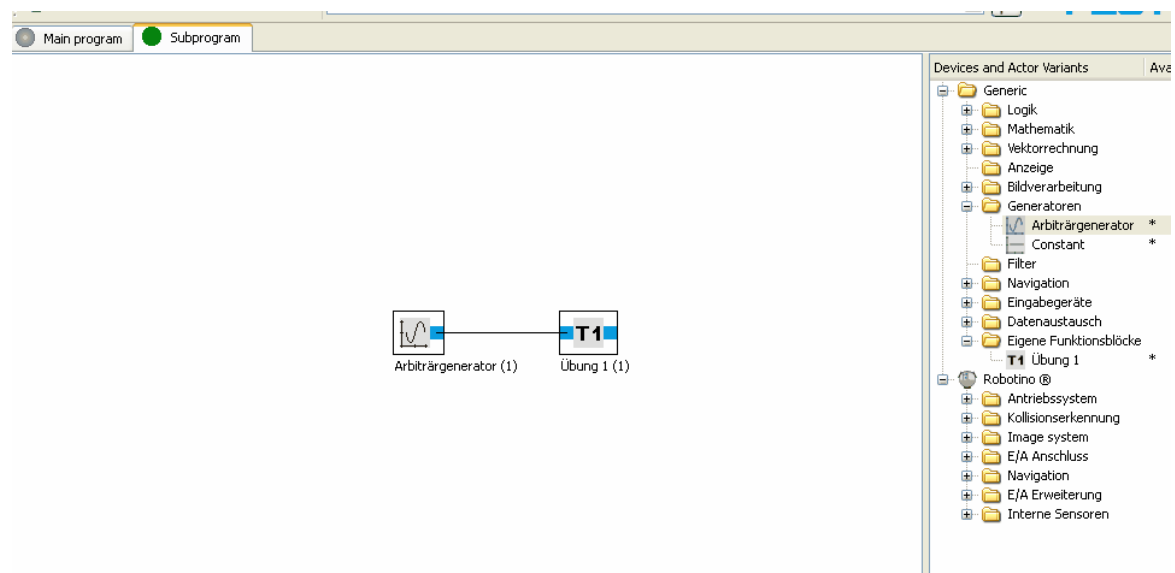 Main program
Subprogram
Devices and Actor Variants
Generic
Logik
Mathematik
Vektorrechnung
Anzeige
Bildverarbeitung
Generatoren
Arbiträrgenerator *
Constant *
Filter
Navigation
Eingabegeräte
Datenaustausch
Eigene Funktionsblöcke
T1 Übung 1 *
Robotino ®
Antriebssystem
Kollisionserkennung
Image system
E/A Anschluss
Navigation
E/A Erweiterung
Interne Sensoren
T1
Arbiträrgenerator (1)
Übung 1 (1)